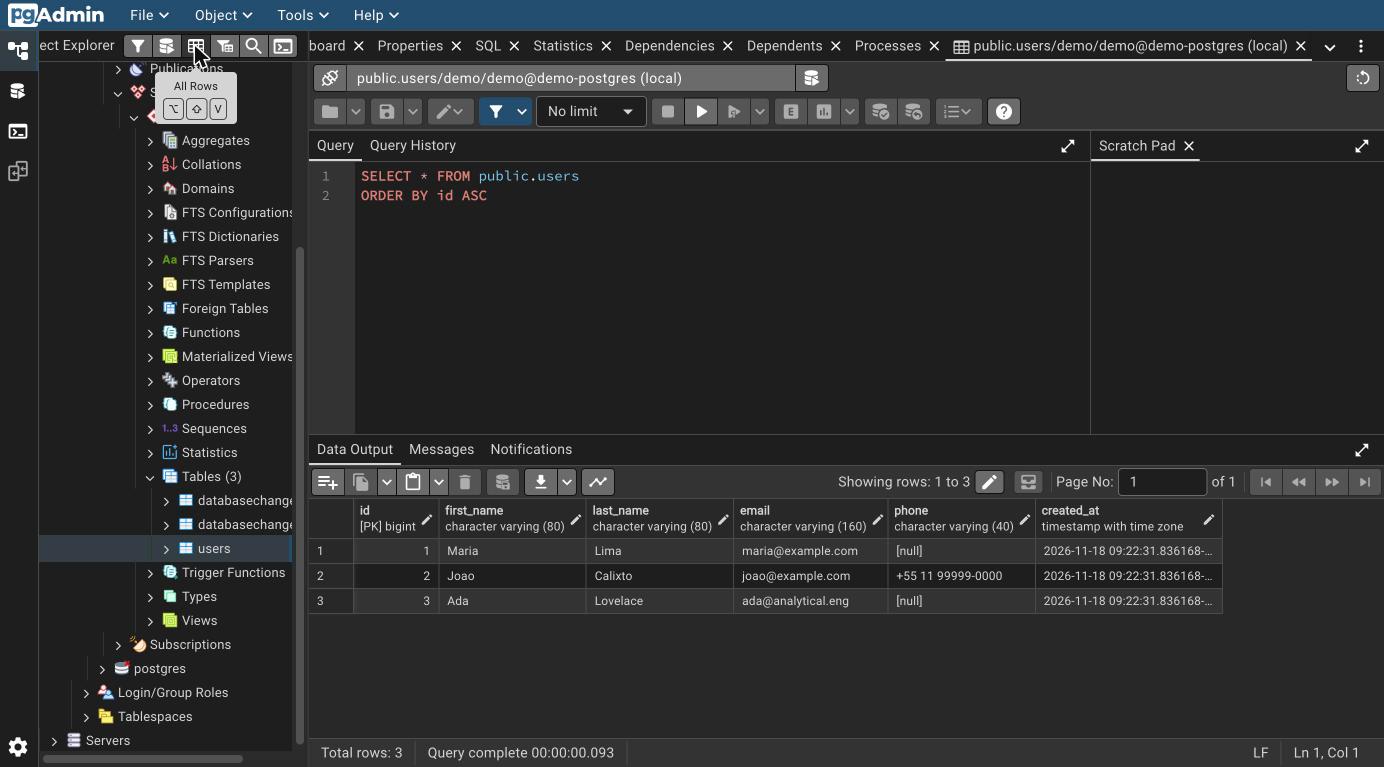 pgAdmin File Object Tools Help
ect Explorer
board Properties SQL Statistics Dependencies Dependents Processes public.users/demo/demo@demo-postgres (local)
All Rows
⌥ ⇧ V
Aggregates
Collations
Domains
FTS Configurations
FTS Dictionaries
Aa FTS Parsers
FTS Templates
Foreign Tables
Functions
Materialized Views
Operators
Procedures
1..3 Sequences
Statistics
Tables (3)
databasechange
databasechange
users
Trigger Functions
Types
Views
Subscriptions
postgres
Login/Group Roles
Tablespaces
Servers
public.users/demo/demo@demo-postgres (local)
No limit E ?
Query Query History
Scratch Pad
1 SELECT * FROM public.users
2 ORDER BY id ASC
Data Output Messages Notifications
Showing rows: 1 to 3 Page No: 1 of 1
id first_name last_name email phone created_at
[PK] bigint character varying (80) character varying (80) character varying (160) character varying (40) timestamp with time zone
1 1 Maria Lima maria@example.com [null] 2026-11-18 09:22:31.836168-...
2 2 Joao Calixto joao@example.com +55 11 99999-0000 2026-11-18 09:22:31.836168-...
3 3 Ada Lovelace ada@analytical.eng [null] 2026-11-18 09:22:31.836168-...
Total rows: 3 Query complete 00:00:00.093 LF Ln 1, Col 1